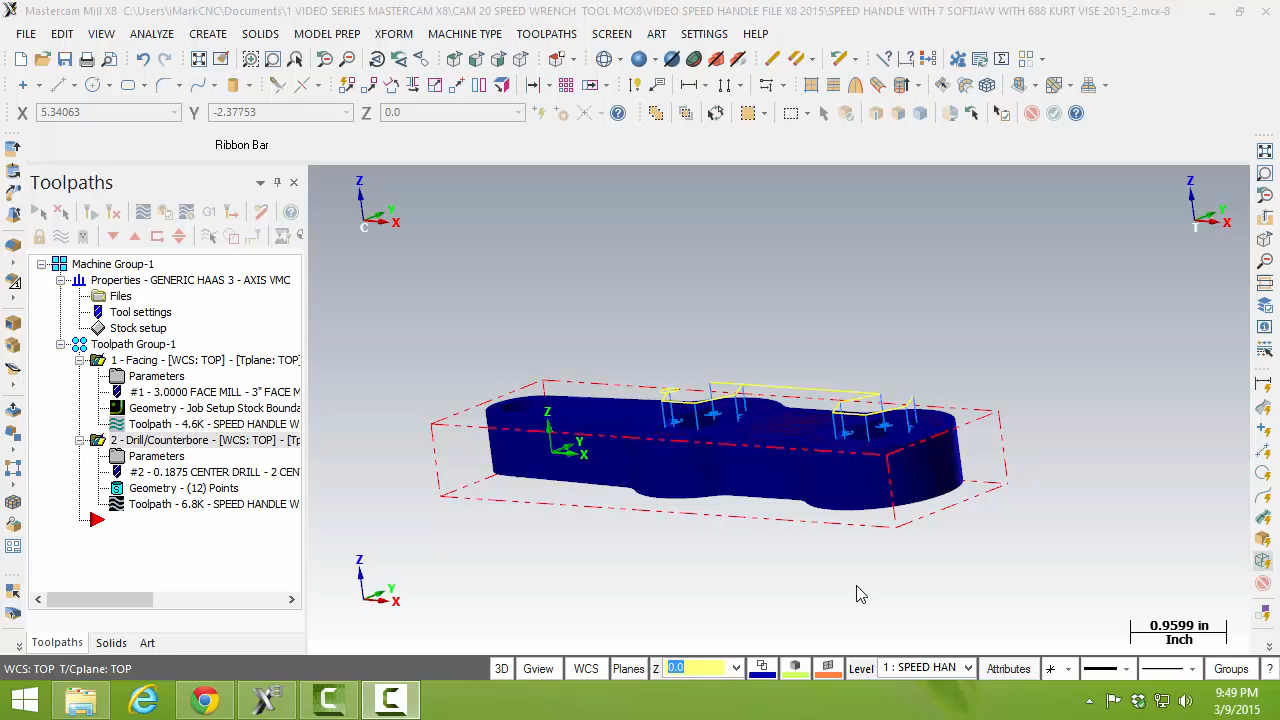 Mastercam Mill X8 C:\Users\iMarkCNC\Documents\1 VIDEO SERIES MASTERCAM X8\CAM 20 SPEED WRENCH TOOL MCX8\VIDEO SPEED HANDLE FILE X8 2015\SPEED HANDLE WITH 7 SOFTJAW WITH 688 KURT VISE 2015_2.mcx-8
FILE EDIT VIEW ANALYZE CREATE SOLIDS MODEL PREP XFORM MACHINE TYPE TOOLPATHS SCREEN ART SETTINGS HELP
X 5.34063 Y -2.37753 Z 0.0
Ribbon Bar
Toolpaths
G1
Machine Group-1
Properties - GENERIC HAAS 3 - AXIS VMC
Files
Tool settings
Stock setup
Toolpath Group-1
1 - Facing - [WCS: TOP] - [Tplane: TOP]
Parameters
#1 - 3.0000 FACE MILL - 3" FACE M
Geometry - Job Setup Stock Bounda
Toolpath - 4.6K - SPEED HANDLE W
2 - Drill/Counterbore - [WCS: TOP] - [Tp
Parameters
#2 - 0.1875 CENTER DRILL - 2 CEN
Geometry - (12) Points
Toolpath - 6.8K - SPEED HANDLE W
Toolpaths Solids Art
Z
Y
X
C
Z
Y
X
T
Z
Y
X
Z
Y
X
0.9599 in
Inch
WCS: TOP T/Cplane: TOP
3D Gview WCS Planes Z 0.0 Level 1 : SPEED HAN Attributes Groups ?
9:49 PM
3/9/2015